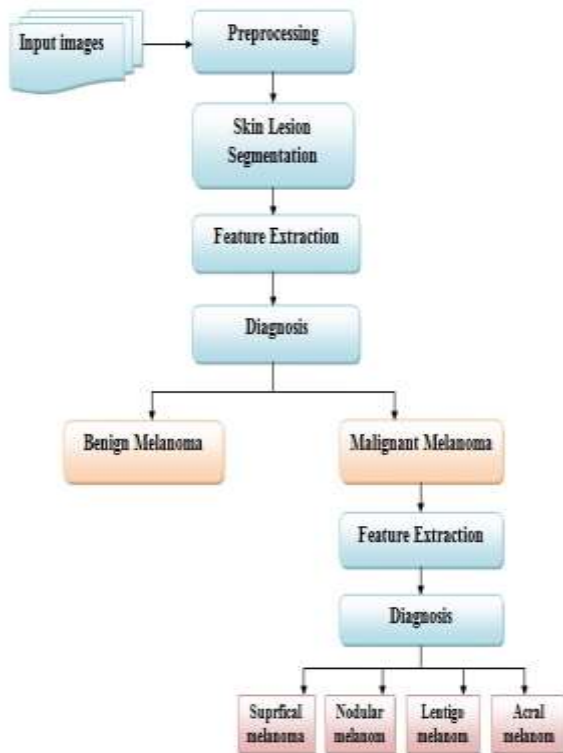 Input images
Preprocessing
Skin Lesion
Segmentation
Feature Extraction
Diagnosis
Benign Melanoma
Malignant Melanoma
Feature Extraction
Diagnosis
Suprfical
melanoma
Nodular
melanom
Lentigo
melanom
Acral
melanom